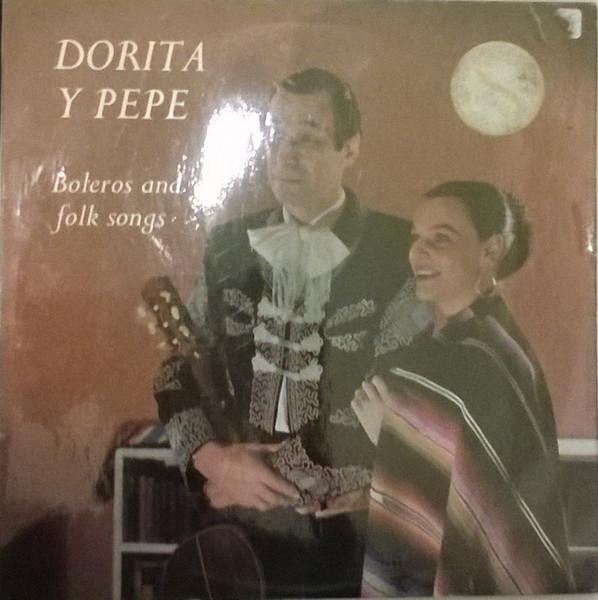 DORITA
Y PEPE
Boleros and
folk songs